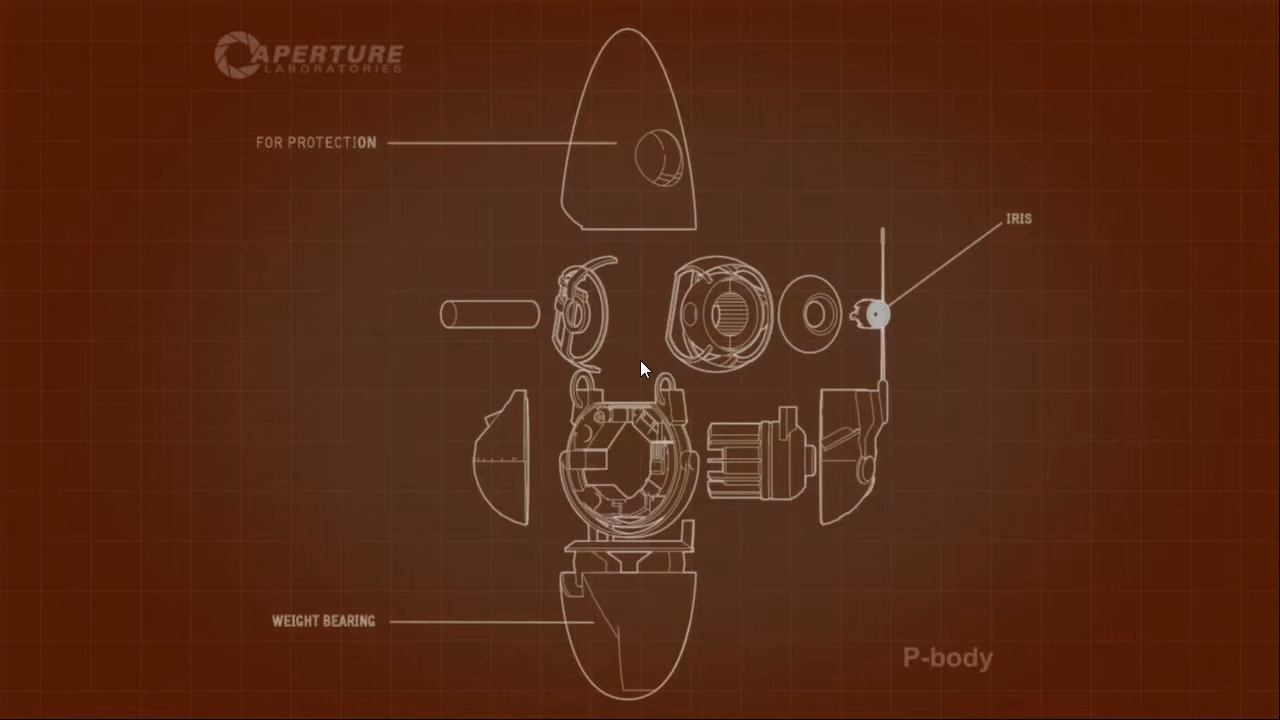 APERTURE
LABORATORIES
FOR PROTECTION
IRIS
WEIGHT BEARING
P-body